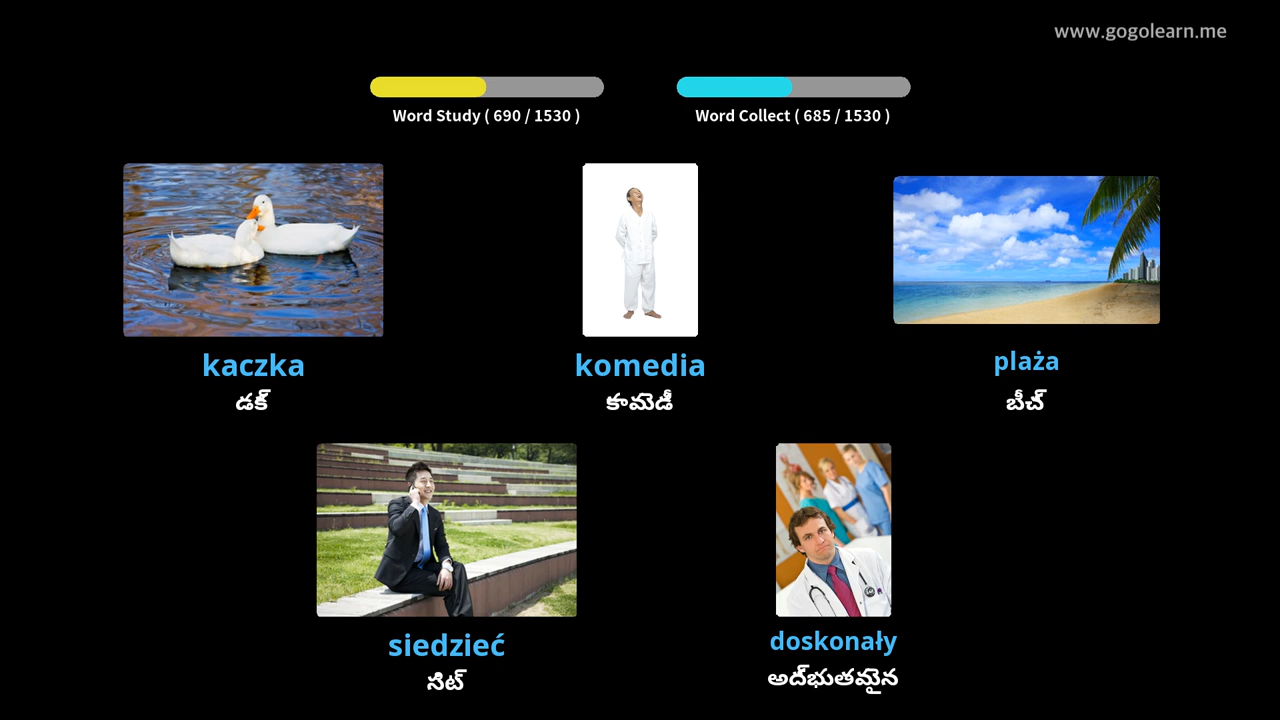 www.gogolearn.me
Word Study ( 690 / 1530 )
Word Collect ( 685 / 1530 )
kaczka
డక్
komedia
కామెడీ
plaża
బీచ్
siedzieć
సిట్
doskonały
అద్‌భుతమైన